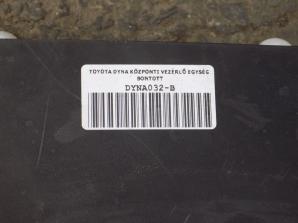 TOYOTA DYNA KÖZPONTI VEZÉRLŐ EGYSÉG
BONTOTT
DYNA032-B